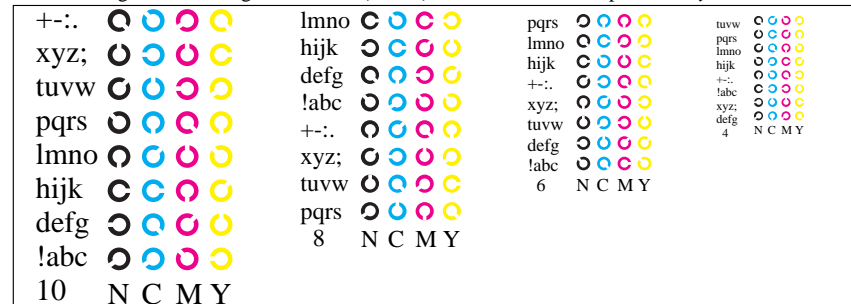 +-:.
xyz;
tuvw
pqrs
lmno
hijk
defg
!abc
10 N C M Y
lmno
hijk
defg
!abc
+-:.
xyz;
tuvw
pqrs
8 N C M Y
pqrs
lmno
hijk
+-:.
xyz;
tuvw
defg
!abc
6 N C M Y
tuvw
pqrs
lmno
hijk
+-:.
!abc
xyz;
defg
4 N C M Y